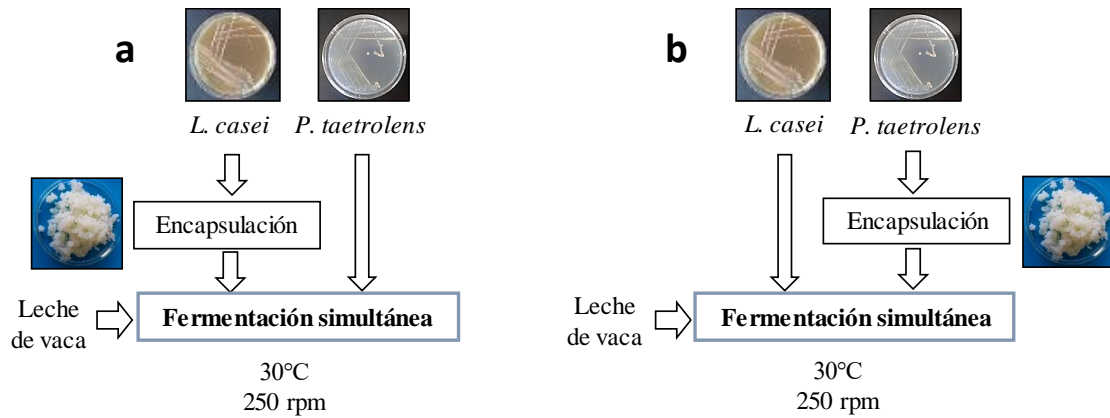 a
L. casei
P. taetrolens
Encapsulación
Leche
de vaca
Fermentación simultánea
30°C
250 rpm
b
L. casei
P. taetrolens
Encapsulación
Leche
de vaca
Fermentación simultánea
30°C
250 rpm